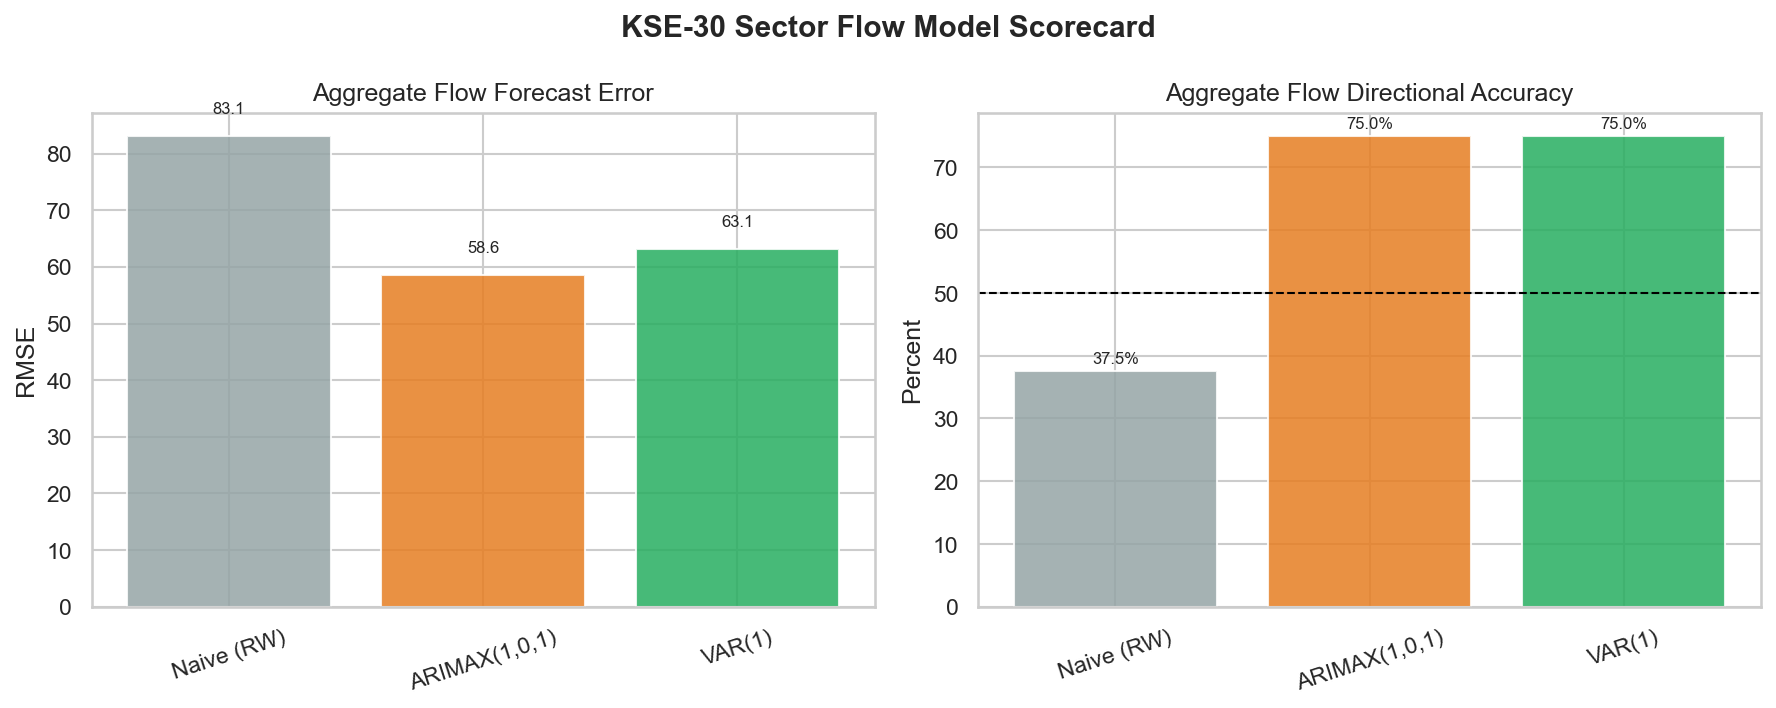 KSE-30 Sector Flow Model Scorecard
Aggregate Flow Forecast Error
83.1
58.6
63.1
80
70
60
50
40
30
20
10
0
RMSE
Naive (RW)
ARIMAX(1,0,1)
VAR(1)
Aggregate Flow Directional Accuracy
75.0%
75.0%
37.5%
70
60
50
40
30
20
10
0
Percent
Naive (RW)
ARIMAX(1,0,1)
VAR(1)